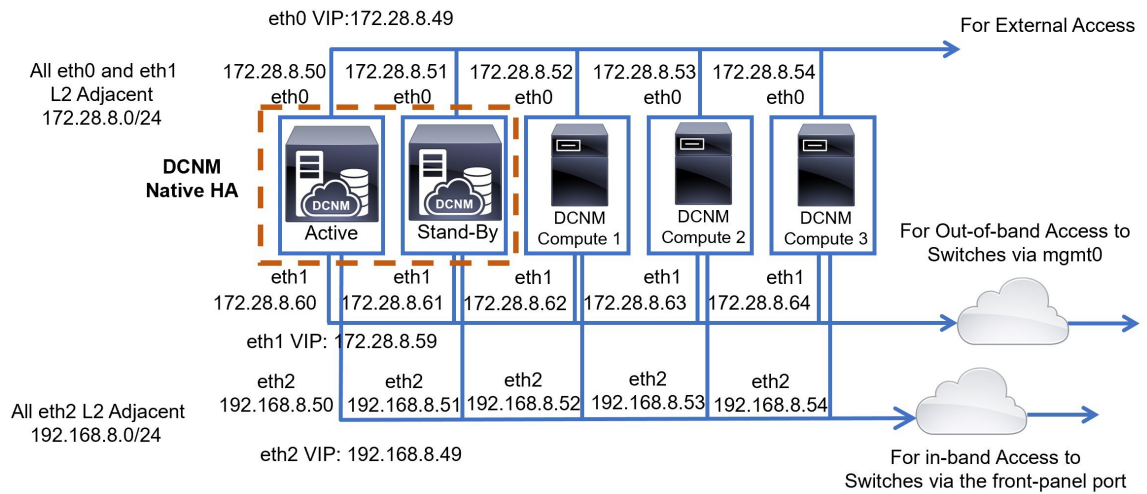 eth0 VIP:172.28.8.49
For External Access
All eth0 and eth1
L2 Adjacent
172.28.8.0/24
172.28.8.50 172.28.8.51 172.28.8.52 172.28.8.53 172.28.8.54
eth0 eth0 eth0 eth0 eth0
DCNM
Native HA
DCNM
Active
DCNM
Stand-By
DCNM
Compute 1
DCNM
Compute 2
DCNM
Compute 3
For Out-of-band Access to
Switches via mgmt0
eth1 eth1 eth1 eth1 eth1
172.28.8.60 172.28.8.61 172.28.8.62 172.28.8.63 172.28.8.64
eth1 VIP: 172.28.8.59
eth2 eth2 eth2 eth2 eth2
192.168.8.50 192.168.8.51 192.168.8.52 192.168.8.53 192.168.8.54
All eth2 L2 Adjacent
192.168.8.0/24
eth2 VIP: 192.168.8.49
For in-band Access to
Switches via the front-panel port